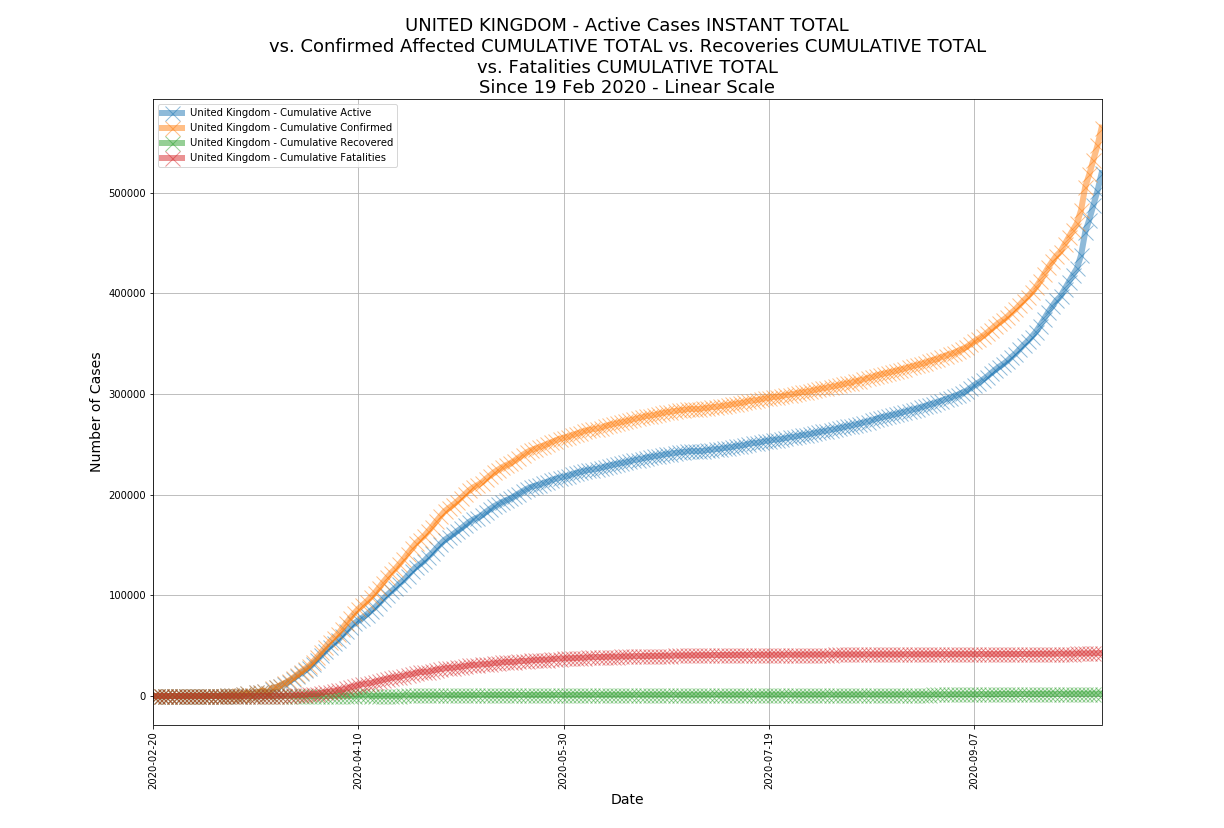 UNITED KINGDOM - Active Cases INSTANT TOTAL
vs. Confirmed Affected CUMULATIVE TOTAL vs. Recoveries CUMULATIVE TOTAL
vs. Fatalities CUMULATIVE TOTAL
Since 19 Feb 2020 - Linear Scale
United Kingdom - Cumulative Active
United Kingdom - Cumulative Confirmed
United Kingdom - Cumulative Recovered
United Kingdom - Cumulative Fatalities
Number of Cases
500000
400000
300000
200000
100000
0
2020-02-20
2020-04-10
2020-05-30
2020-07-19
2020-09-07
Date